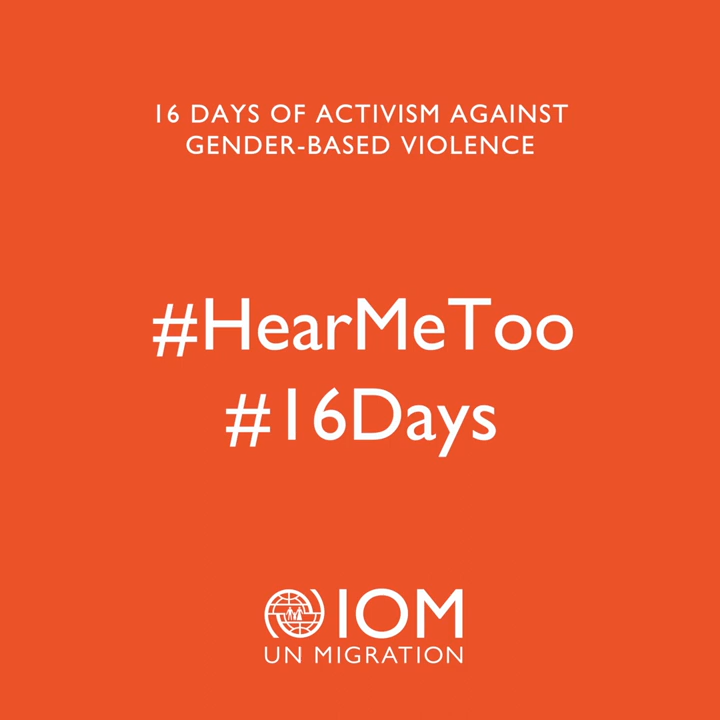 16 DAYS OF ACTIVISM AGAINST
GENDER-BASED VIOLENCE
#HearMeToo
#16Days
IOM
UN MIGRATION